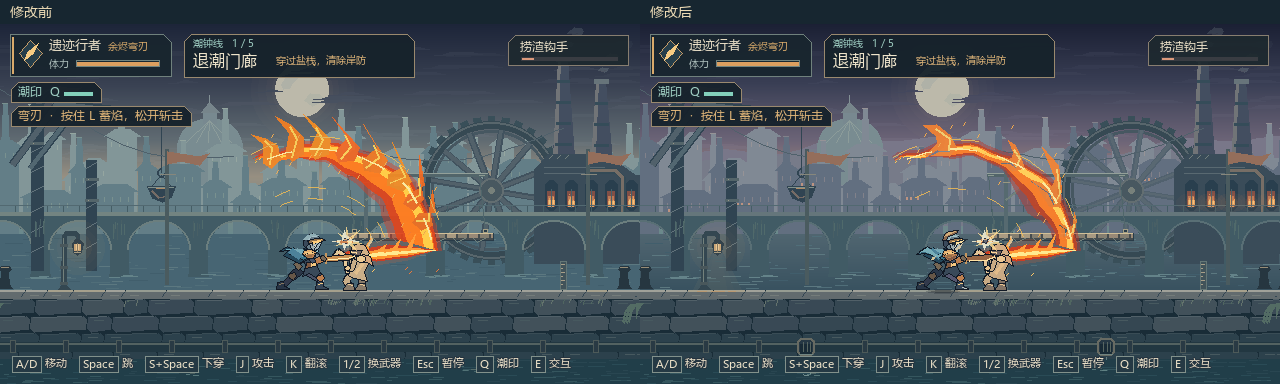 修改前
遗迹行者 余烬弯刃
体力
潮钟线 1 / 5
退潮门廊 穿过盐栈，清除岸防
捞渣钩手
潮印 Q
弯刃 · 按住 L 蓄焰，松开斩击
A/D 移动 Space 跳 S+Space 下穿 J 攻击 K 翻滚 1/2 换武器 Esc 暂停 Q 潮印 E 交互
修改后
遗迹行者 余烬弯刃
体力
潮钟线 1 / 5
退潮门廊 穿过盐栈，清除岸防
捞渣钩手
潮印 Q
弯刃 · 按住 L 蓄焰，松开斩击
A/D 移动 Space 跳 S+Space 下穿 J 攻击 K 翻滚 1/2 换武器 Esc 暂停 Q 潮印 E 交互